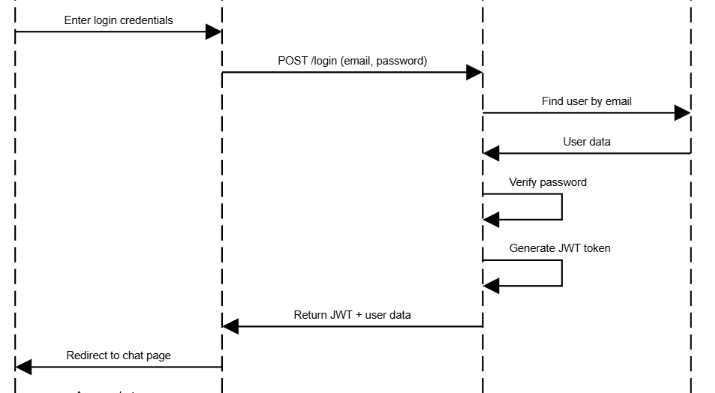 Enter login credentials
POST /login (email, password)
Find user by email
User data
Verify password
Generate JWT token
Return JWT + user data
Redirect to chat page